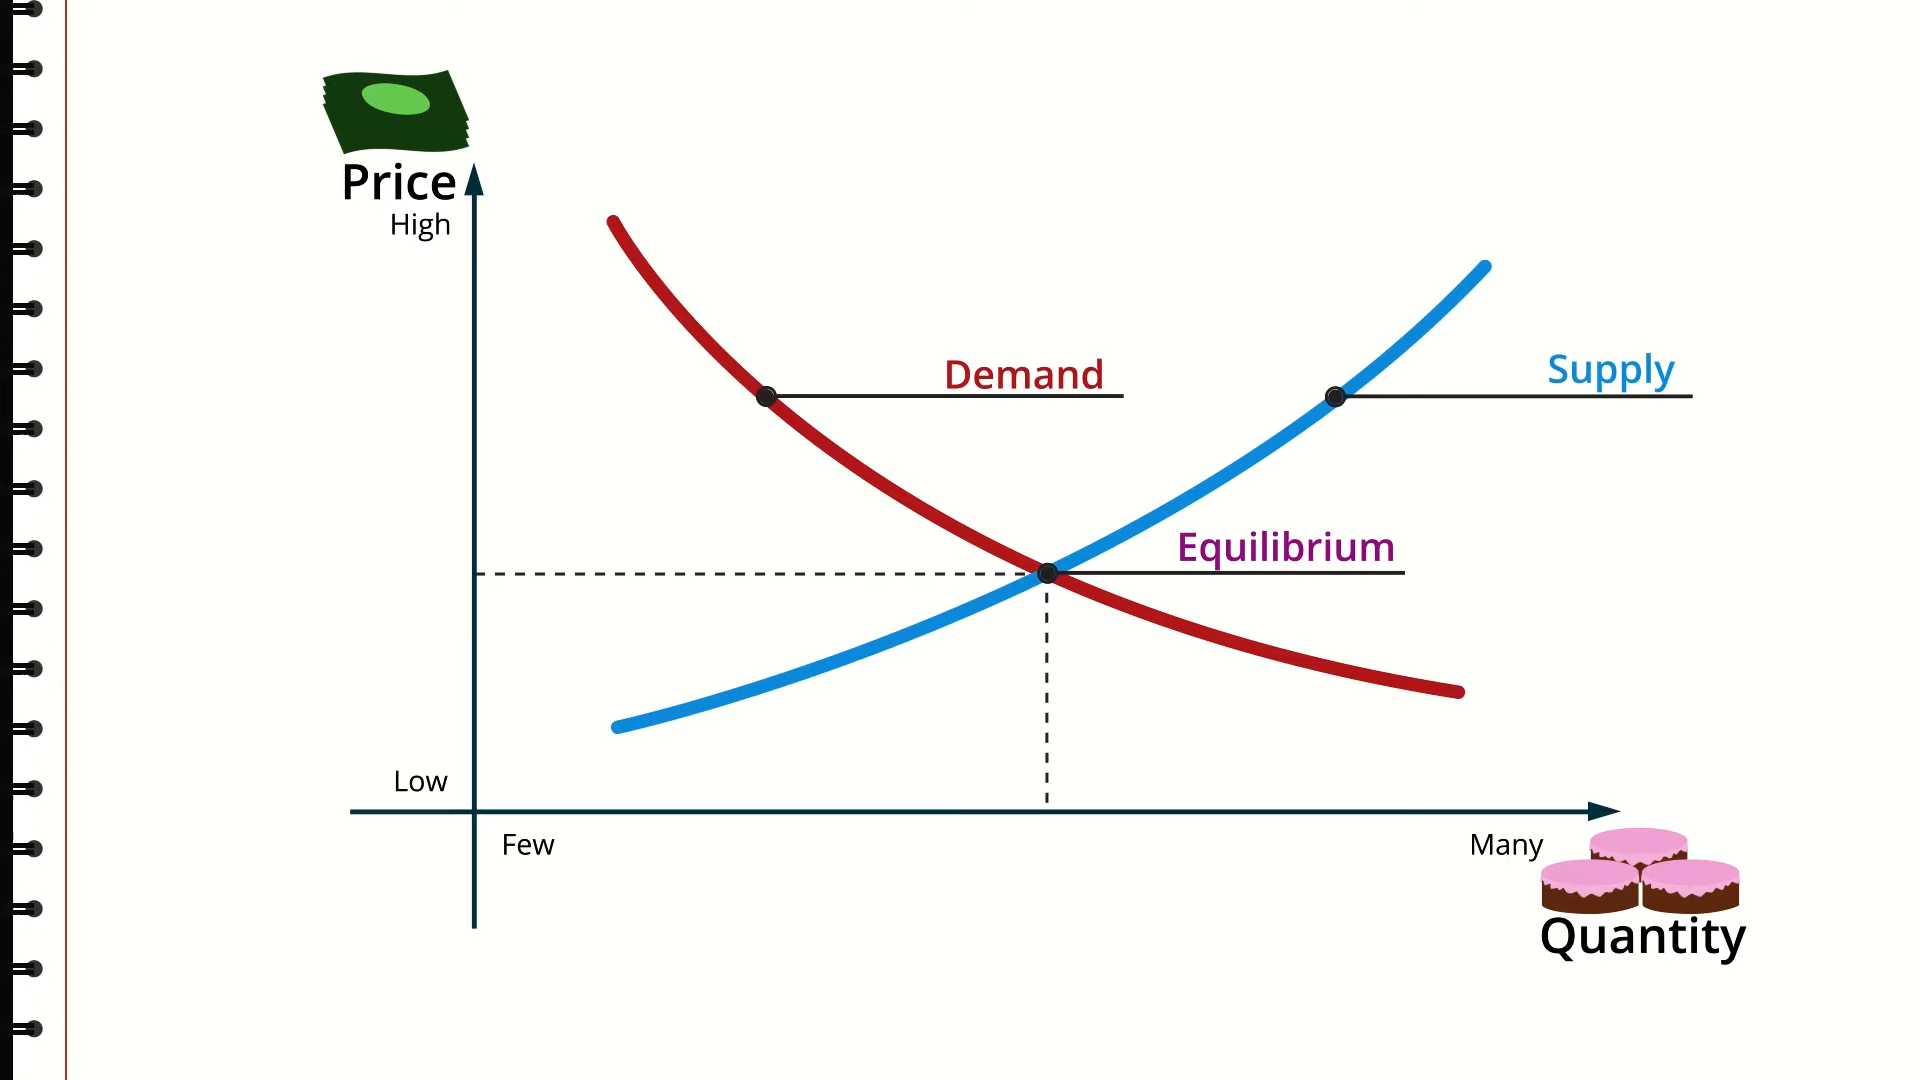 Price
High
Demand
Supply
Equilibrium
Low
Few
Many
Quantity